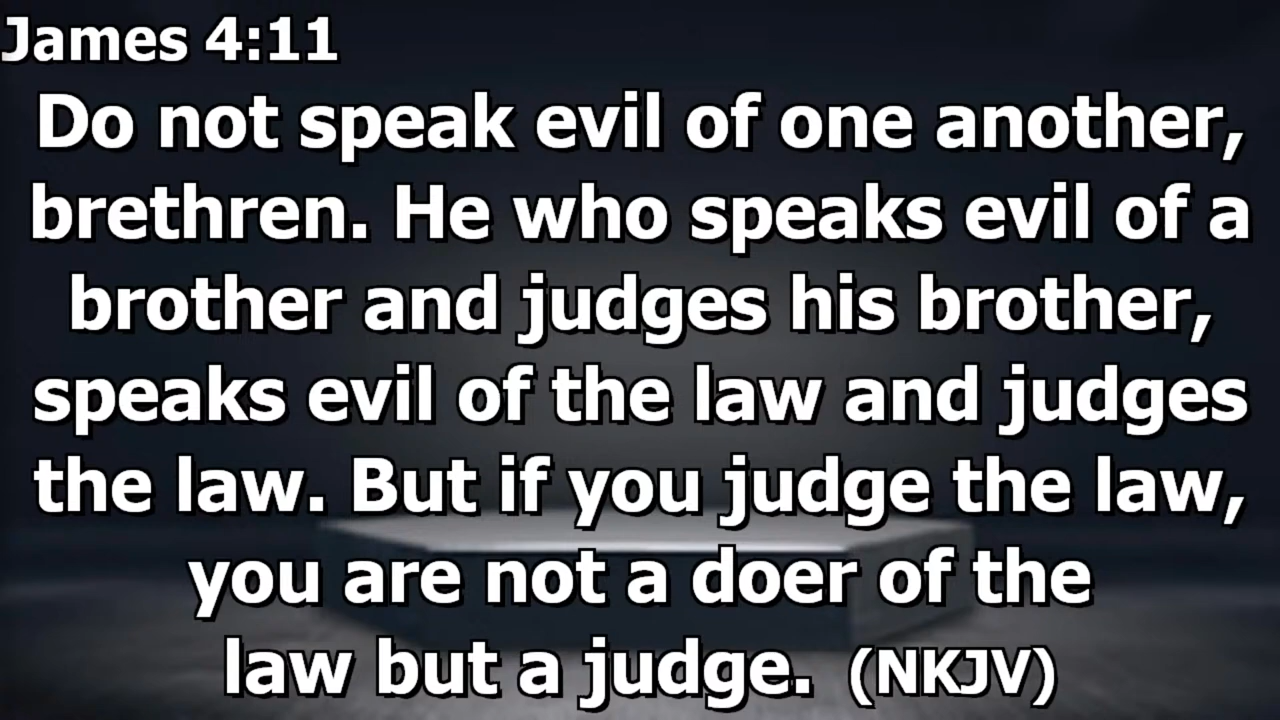 James 4:11
Do not speak evil of one another,
brethren. He who speaks evil of a
brother and judges his brother,
speaks evil of the law and judges
the law. But if you judge the law,
you are not a doer of the
law but a judge. (NKJV)